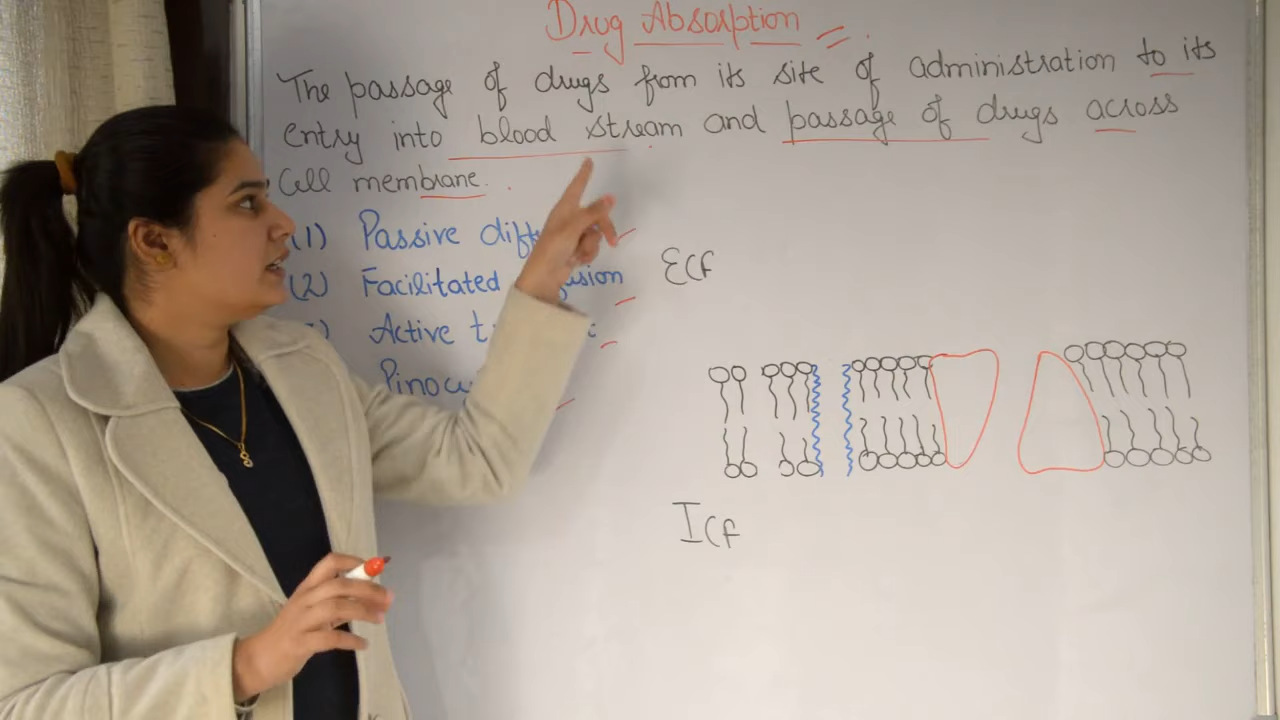 Drug Absorption
The passage of drugs from its site of administration to its
entry into blood stream and passage of drugs across
Cell membrane.
(1) Passive
(2) Facilitated
Active
ECF
ICF